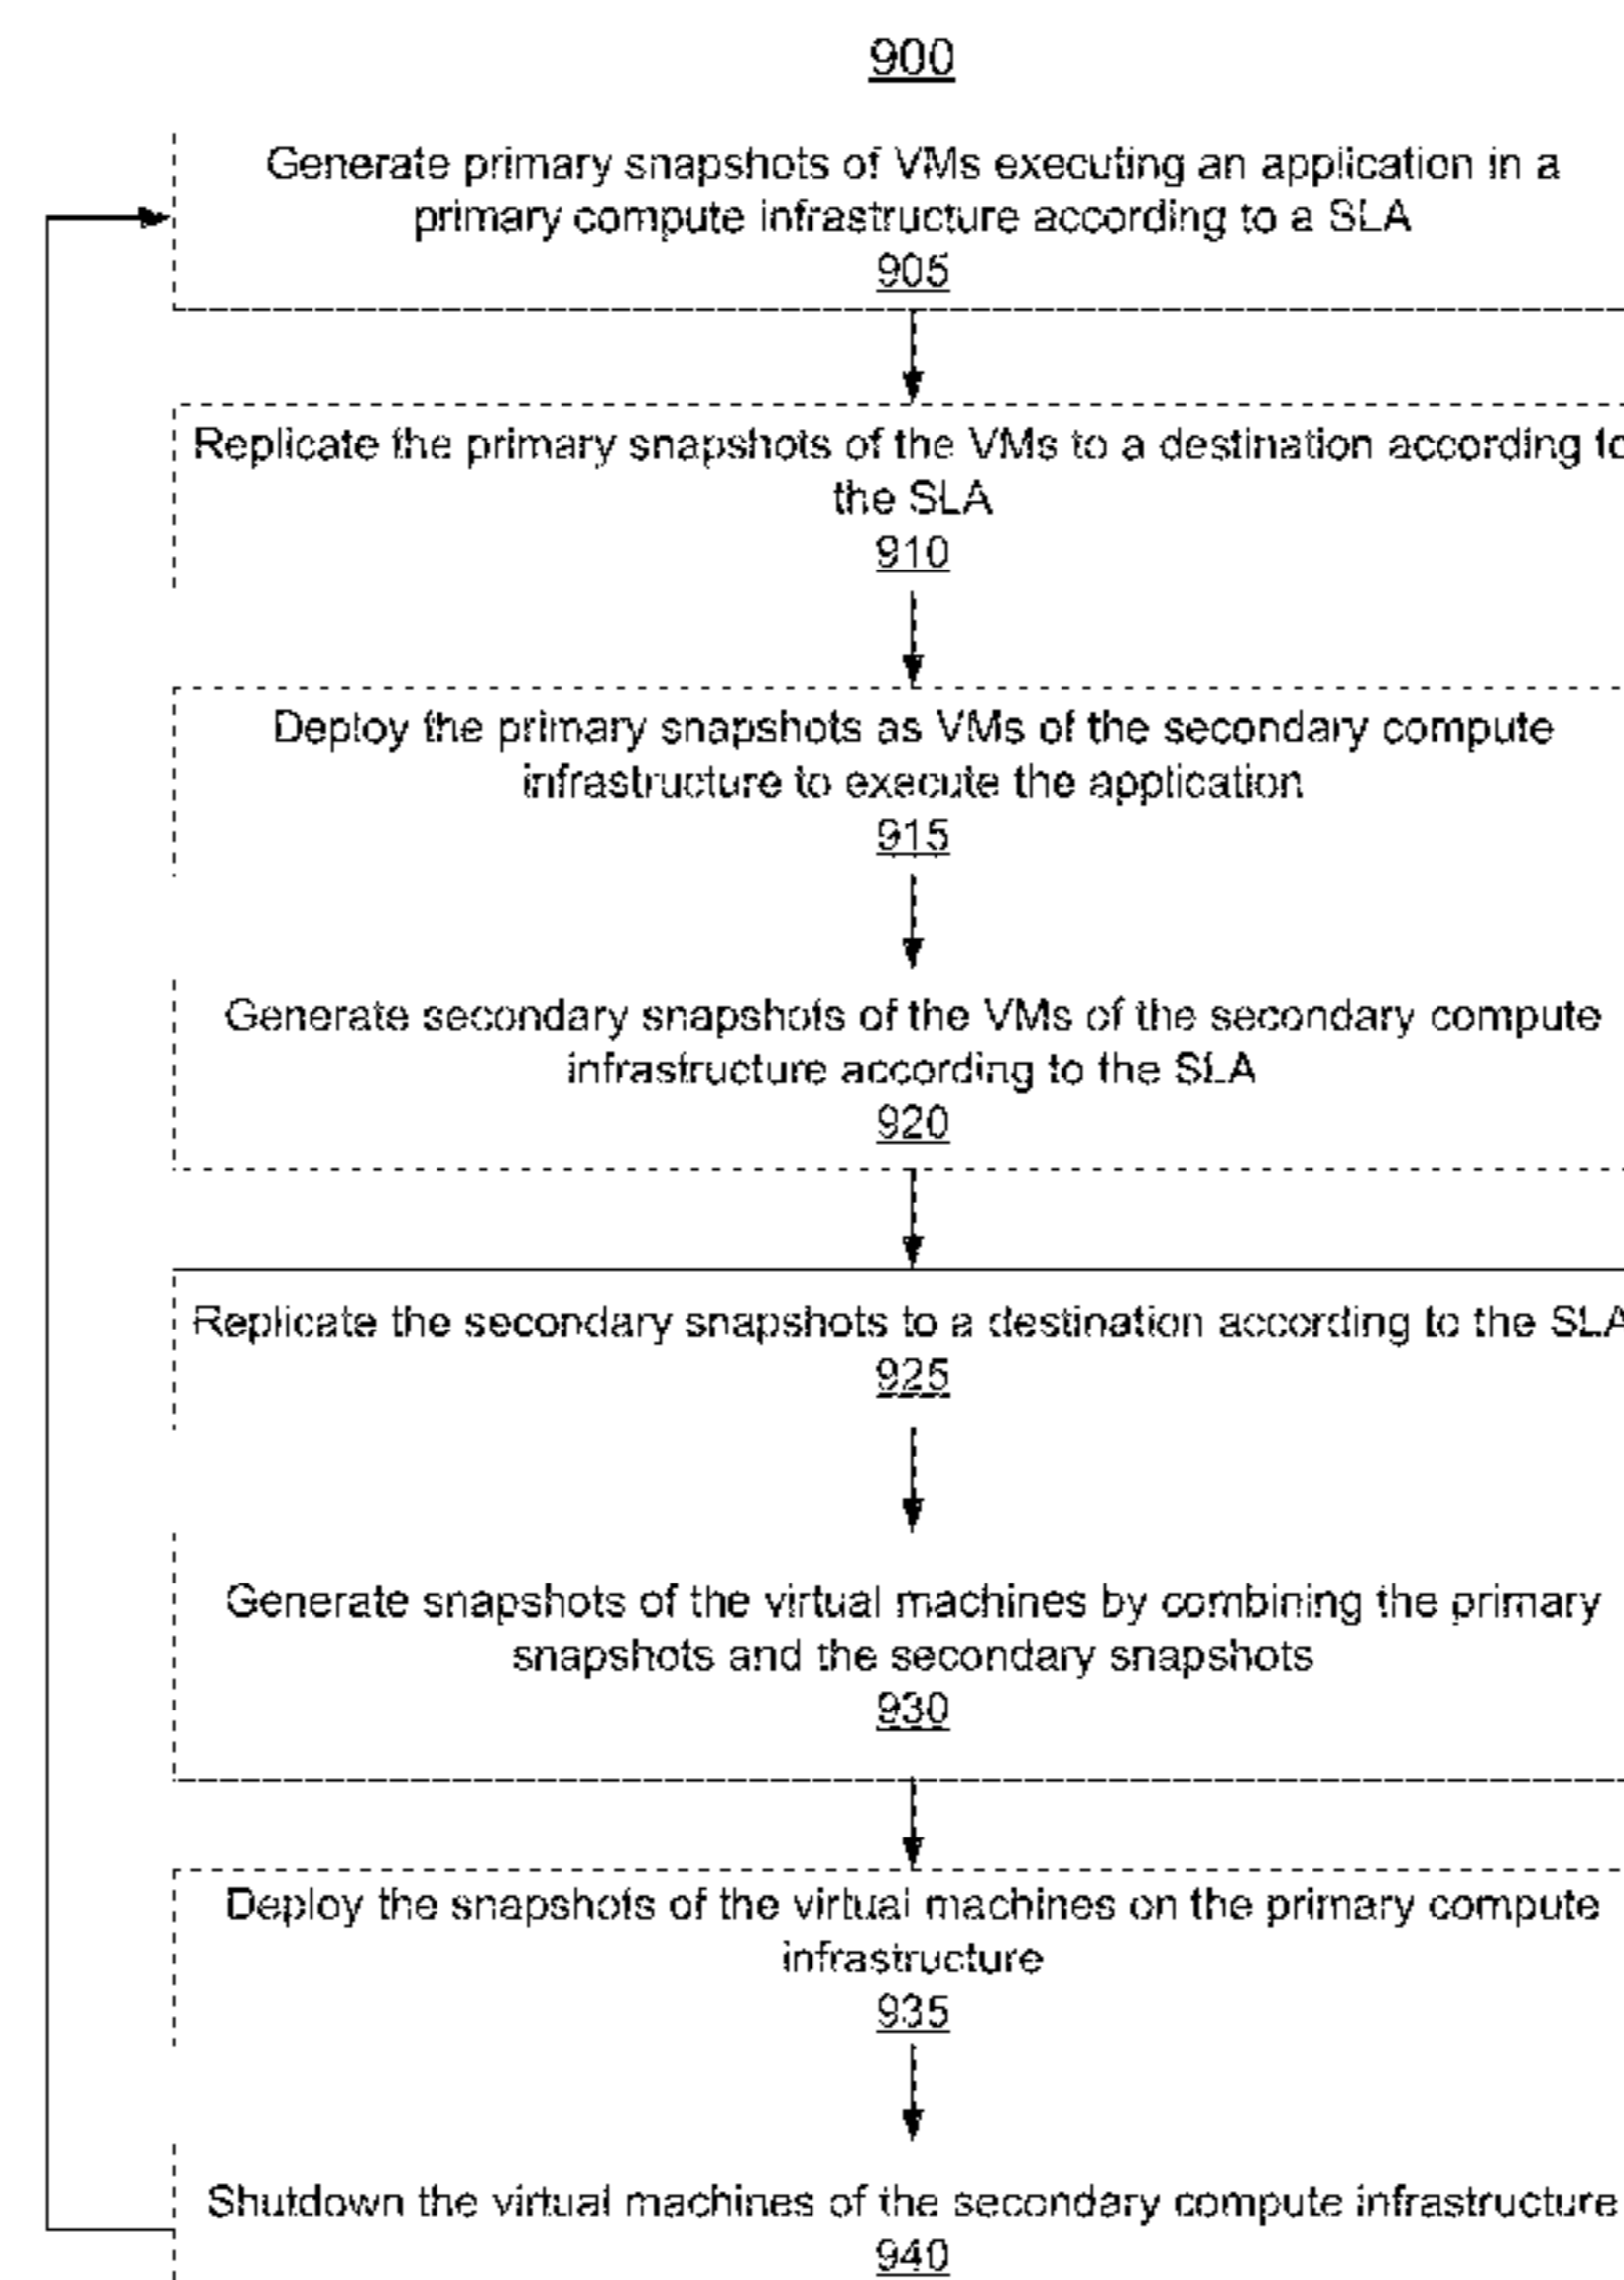 900
Generate primary snapshots of VMs executing an application in a
primary compute infrastructure according to a SLA
905
Replicate the primary snapshots of the VMs to a destination according to
the SLA
910
Deploy the primary snapshots as VMs of the secondary compute
infrastructure to execute the application
915
Generate secondary snapshots of the VMs of the secondary compute
infrastructure according to the SLA
920
Replicate the secondary snapshots to a destination according to the SLA
925
Generate snapshots of the virtual machines by combining the primary
snapshots and the secondary snapshots
930
Deploy the snapshots of the virtual machines on the primary compute
infrastructure
935
Shutdown the virtual machines of the secondary compute infrastructure
940